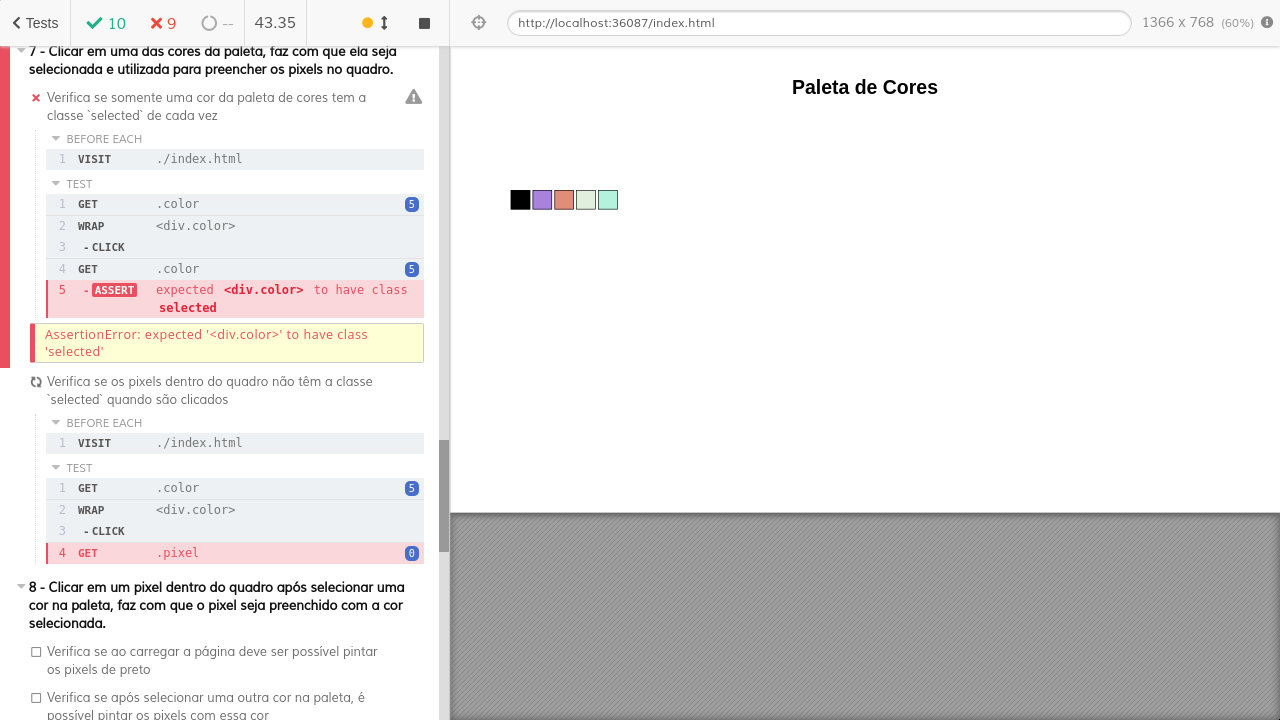 Tests 10 9 -- 43.35
http://localhost:36087/index.html 1366 x 768 (60%)
7 - Clicar em uma das cores da paleta, faz com que ela seja
selecionada e utilizada para preencher os pixels no quadro.
Verifica se somente uma cor da paleta de cores tem a
classe `selected` de cada vez
BEFORE EACH
1 VISIT ./index.html
TEST
1 GET .color 5
2 WRAP <div.color>
3 -CLICK
4 GET .color 5
5 -ASSERT expected <div.color> to have class
selected
AssertionError: expected '<div.color>' to have class
'selected'
Verifica se os pixels dentro do quadro não têm a classe
`selected` quando são clicados
BEFORE EACH
1 VISIT ./index.html
TEST
1 GET .color 5
2 WRAP <div.color>
3 -CLICK
4 GET .pixel 0
8 - Clicar em um pixel dentro do quadro após selecionar uma
cor na paleta, faz com que o pixel seja preenchido com a cor
selecionada.
Verifica se ao carregar a página deve ser possível pintar
os pixels de preto
Verifica se após selecionar uma outra cor na paleta, é
possível pintar os pixels com essa cor
Paleta de Cores